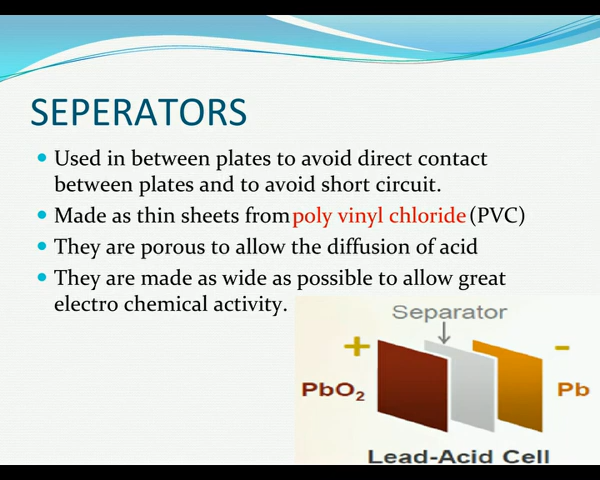 SEPERATORS
• Used in between plates to avoid direct contact
between plates and to avoid short circuit.
• Made as thin sheets from poly vinyl chloride (PVC)
• They are porous to allow the diffusion of acid
• They are made as wide as possible to allow great
electro chemical activity.
Separator
+ -
PbO₂ Pb
Lead-Acid Cell